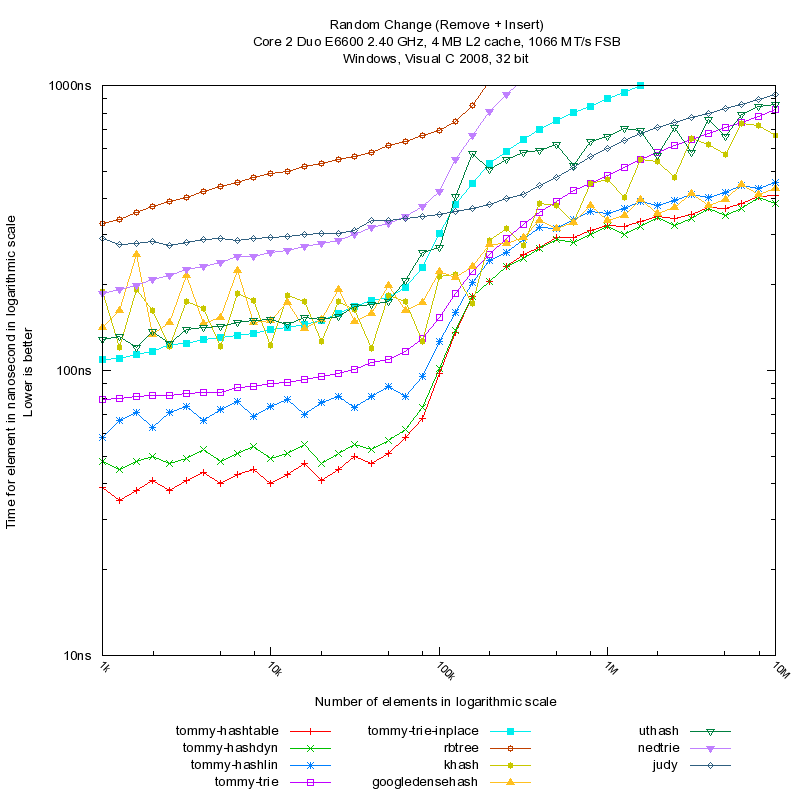 Random Change (Remove + Insert)
Core 2 Duo E6600 2.40 GHz, 4 MB L2 cache, 1066 MT/s FSB
Windows, Visual C 2008, 32 bit
1000ns
100ns
10ns
Time for element in nanosecond in logarithmic scale
Lower is better
1k
10k
100k
1M
10M
Number of elements in logarithmic scale
tommy-hashtable
tommy-hashdyn
tommy-hashlin
tommy-trie
tommy-trie-inplace
rbtree
khash
googledensehash
uthash
nedtrie
judy